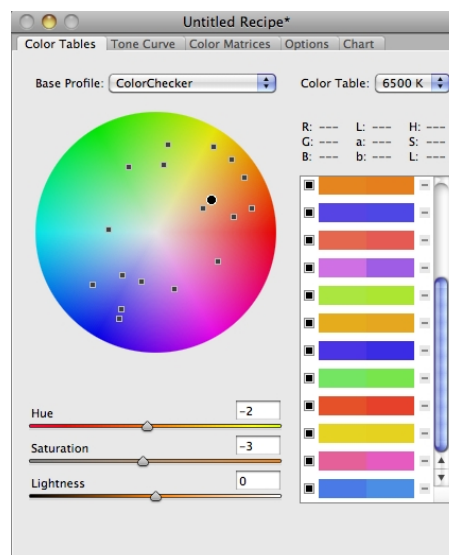 Untitled Recipe*
Color Tables Tone Curve Color Matrices Options Chart
Base Profile: ColorChecker Color Table: 6500 K
R: --- L: --- H: ---
G: --- a: --- S: ---
B: --- b: --- L: ---
Hue -2
Saturation -3
Lightness 0